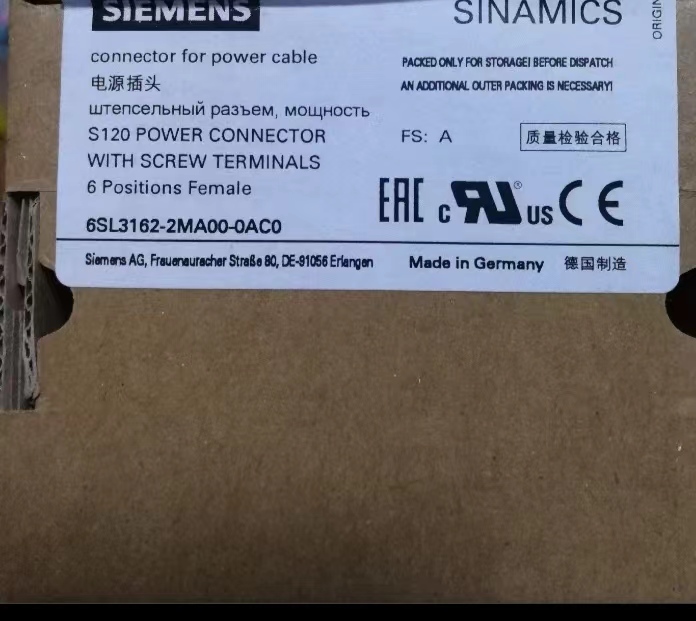 SIEMENS
SINAMICS
ORIGIN
connector for power cable
电源插头
штепсельный разъем, мощность
S120 POWER CONNECTOR
WITH SCREW TERMINALS
6 Positions Female
6SL3162-2MA00-0AC0
PACKED ONLY FOR STORAGE! BEFORE DISPATCH
AN ADDITIONAL OUTER PACKING IS NECESSARY!
FS: A
质量检验合格
EAC c RU ® US CE
Siemens AG, Frauenauracher Straße 80, DE-91056 Erlangen
Made in Germany 德国制造